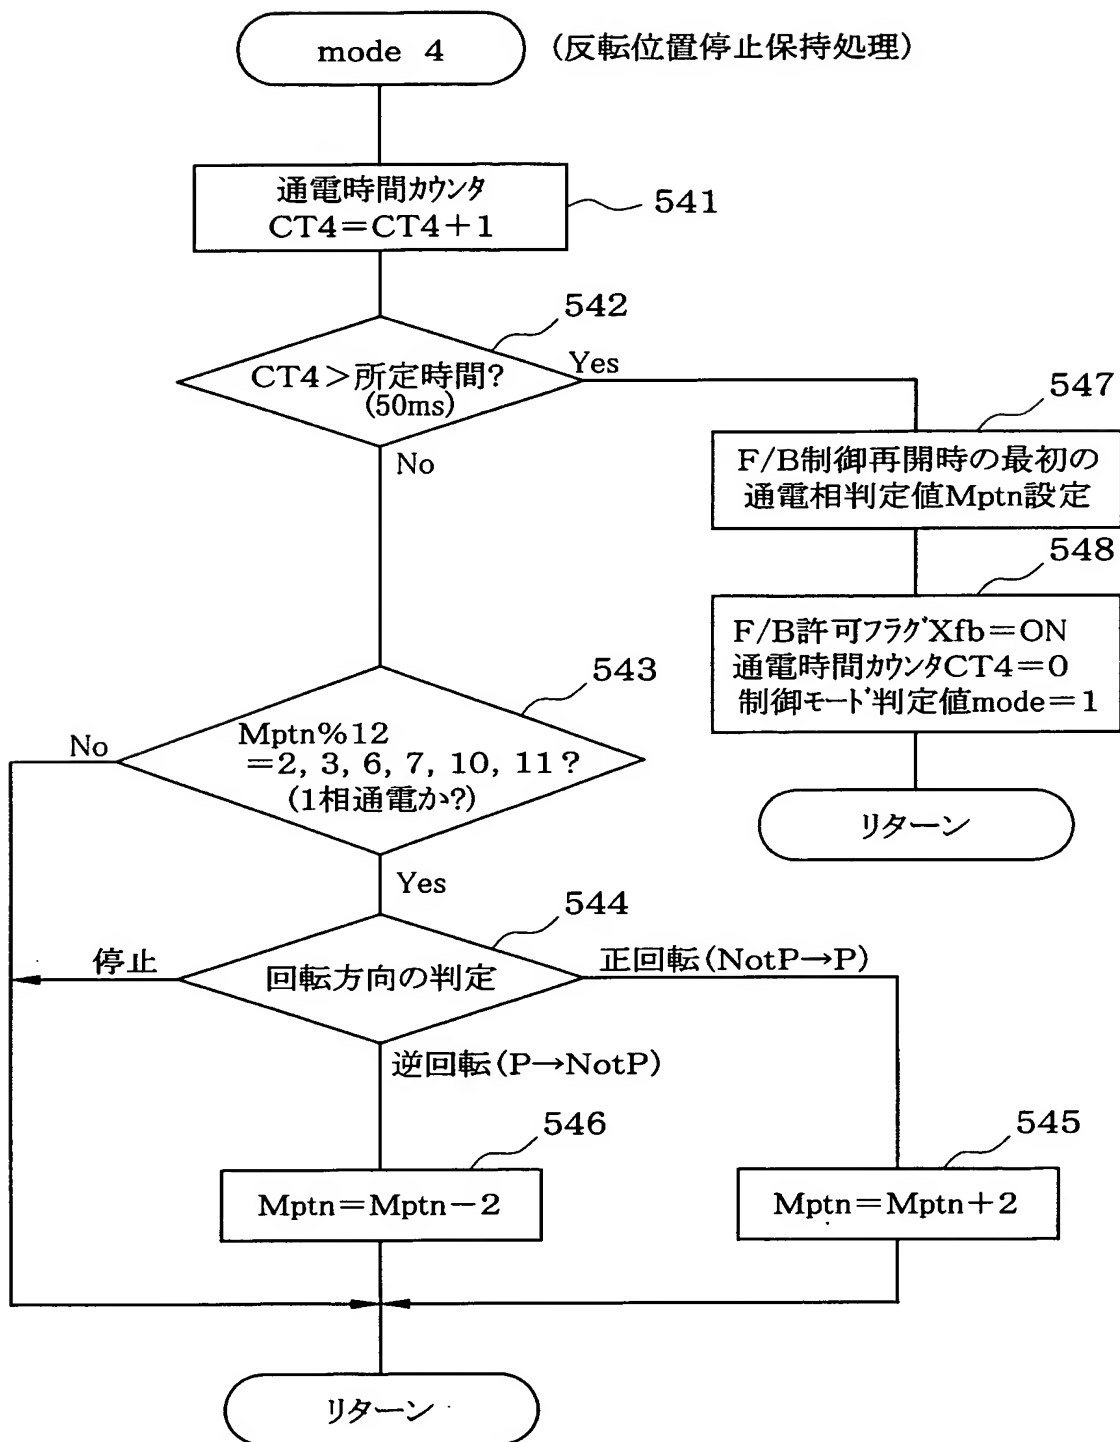 mode 4
(反転位置停止保持処理)
通電時間カウンタ
CT4=CT4+1
541
542
CT4>所定時間?
(50ms)
Yes
No
547
F/B制御再開時の最初の
通電相判定値Mptn設定
548
F/B許可フラグXfb=ON
通電時間カウンタCT4=0
制御モード判定値mode=1
リターン
543
Mptn%12
=2, 3, 6, 7, 10, 11?
(1相通電か?)
No
Yes
544
回転方向の判定
停止
正回転(NotP→P)
逆回転(P→NotP)
546
Mptn=Mptn-2
545
Mptn=Mptn+2
リターン